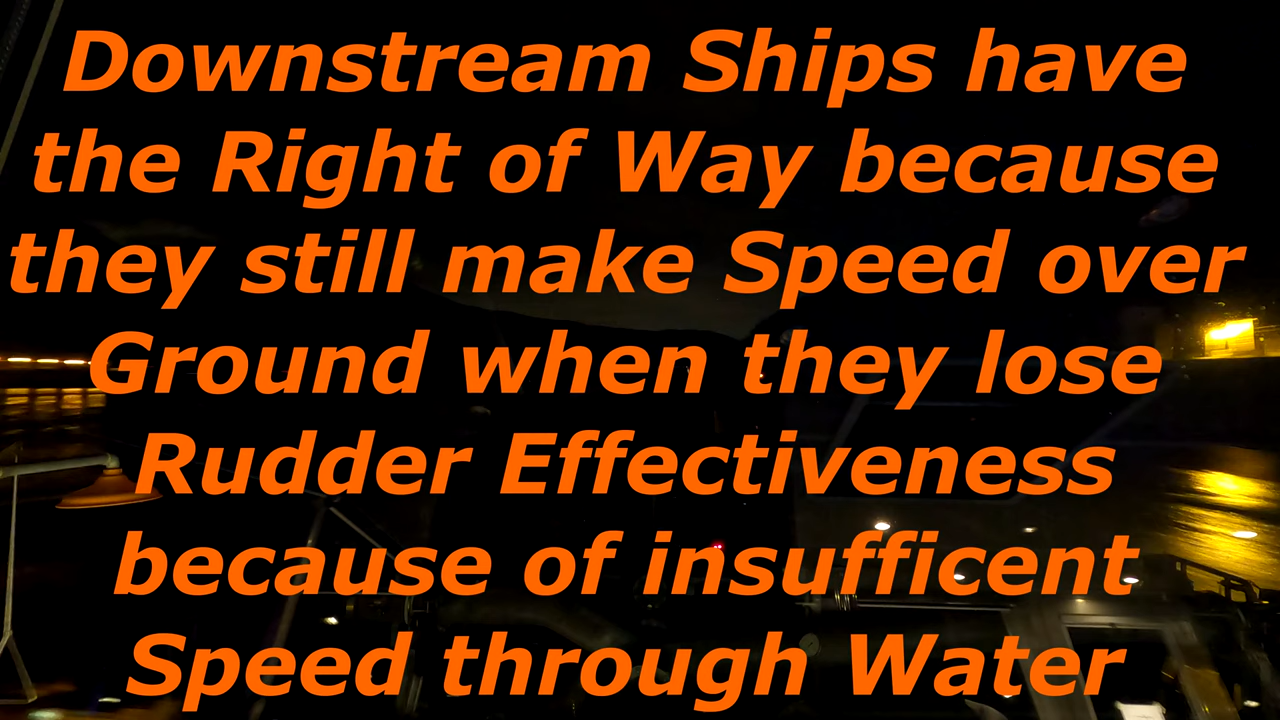 Downstream Ships have
the Right of Way because
they still make Speed over
Ground when they lose
Rudder Effectiveness
because of insufficent
Speed through Water